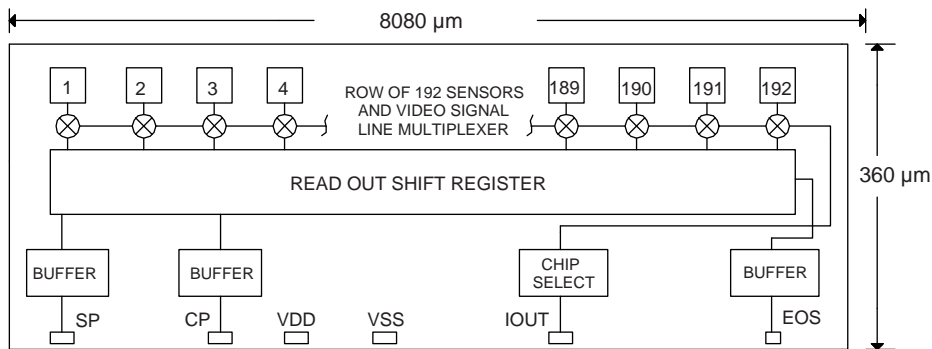 8080 µm
1 2 3 4 189 190 191 192
ROW OF 192 SENSORS
AND VIDEO SIGNAL
LINE MULTIPLEXER
READ OUT SHIFT REGISTER
360 µm
BUFFER BUFFER CHIP SELECT BUFFER
SP CP VDD VSS IOUT EOS